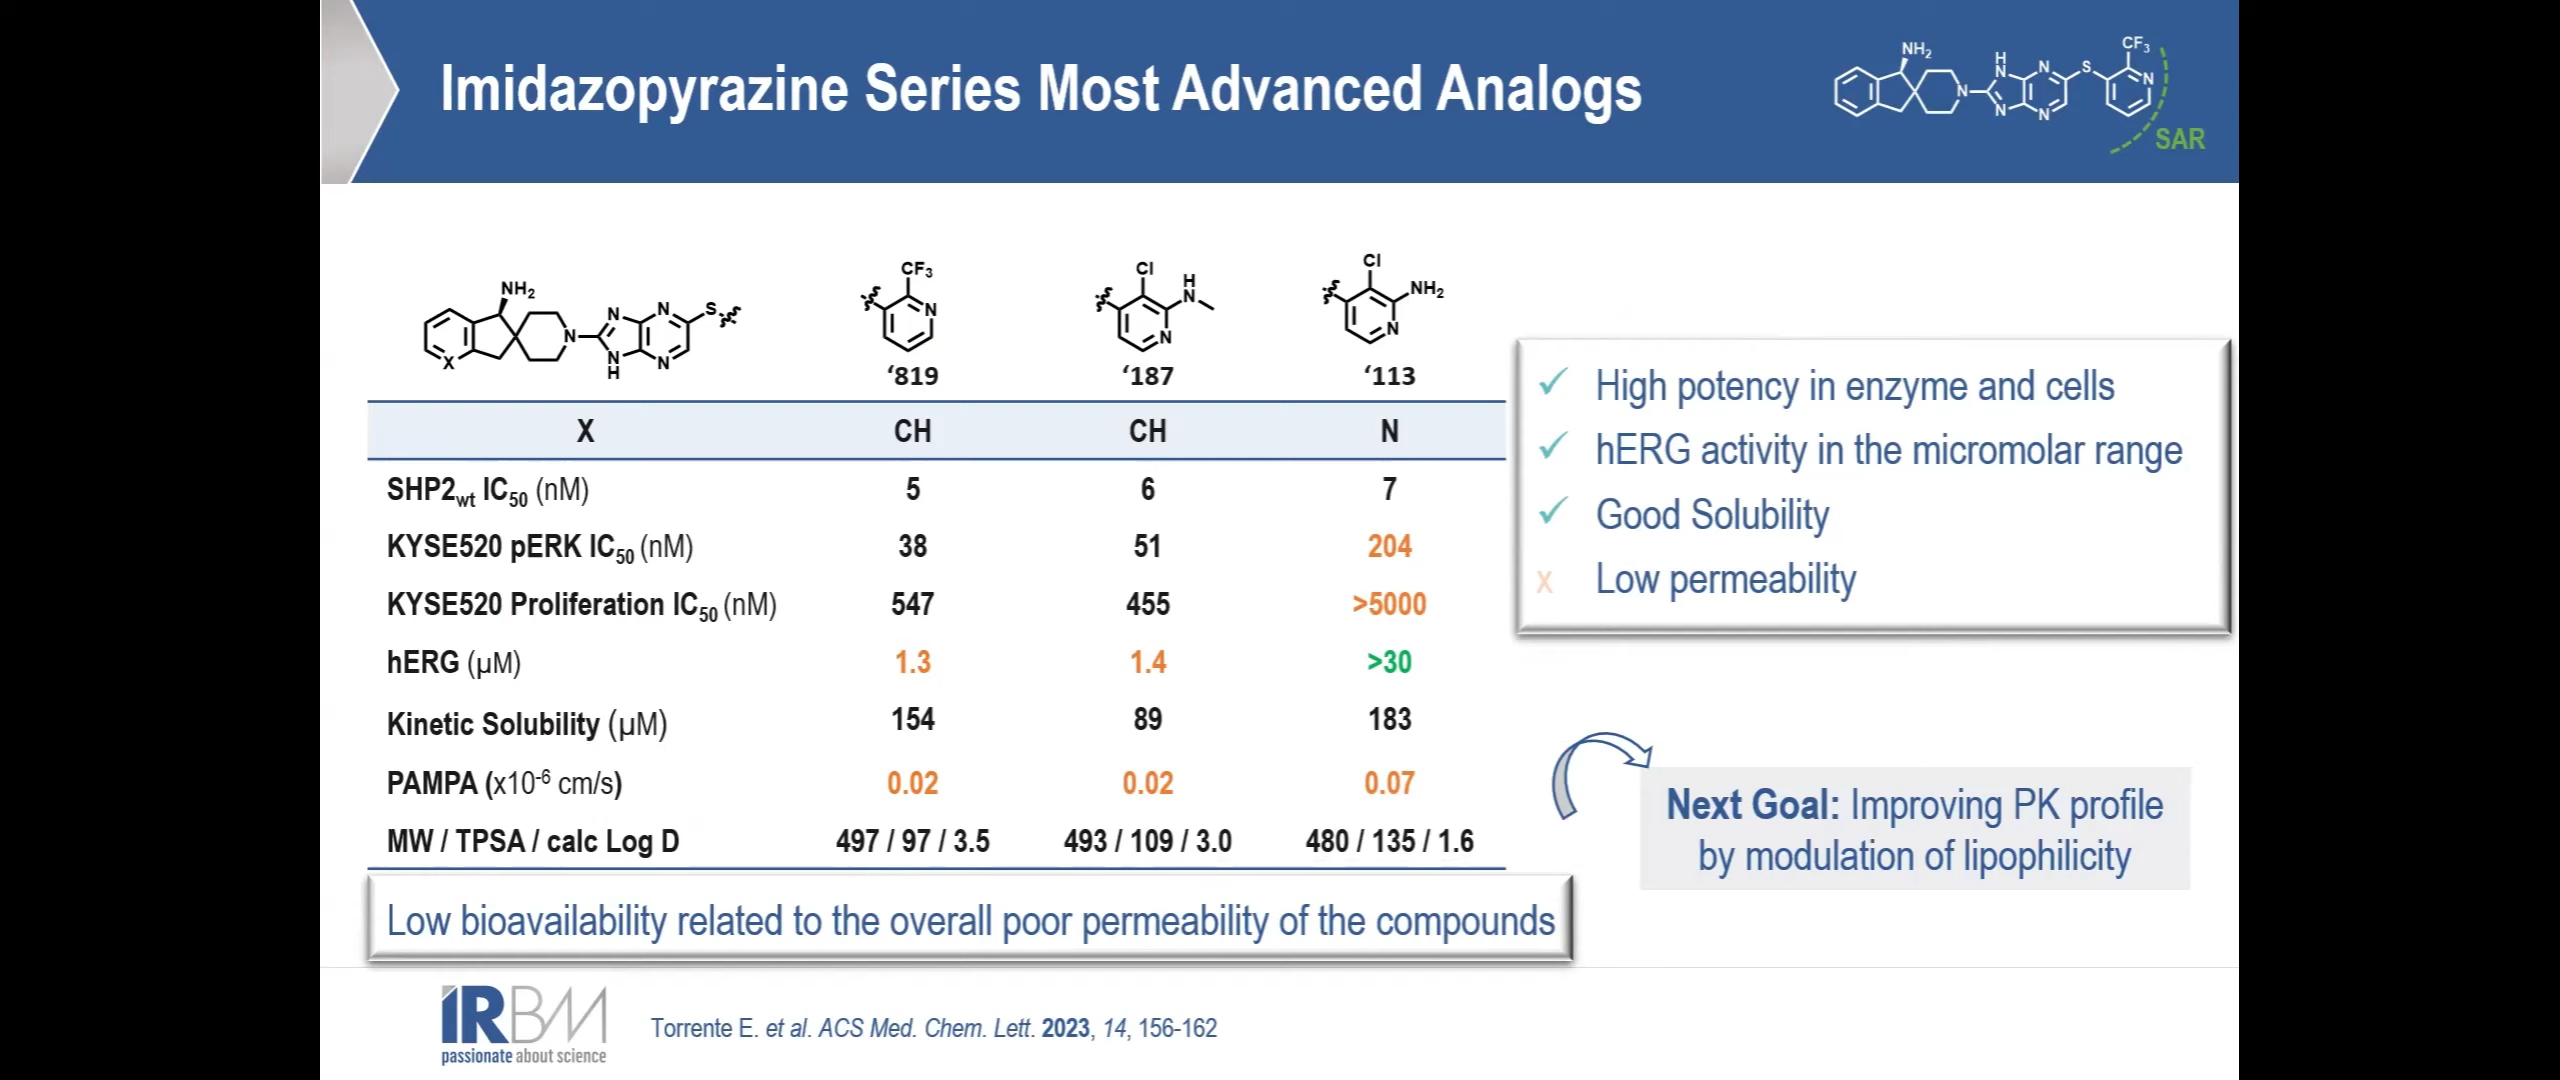 Imidazopyrazine Series Most Advanced Analogs
NH2
N
H
N
N
N
N
S
CF3
N
SAR
NH2
X
N
N
N
H
N
N
S
CF3
N
‘819
Cl
H
N
N
‘187
Cl
NH2
N
‘113
X CH CH N
SHP2wt IC50 (nM) 5 6 7
KYSE520 pERK IC50 (nM) 38 51 204
KYSE520 Proliferation IC50 (nM) 547 455 >5000
hERG (µM) 1.3 1.4 >30
Kinetic Solubility (µM) 154 89 183
PAMPA (x10-6 cm/s) 0.02 0.02 0.07
MW / TPSA / calc Log D 497 / 97 / 3.5 493 / 109 / 3.0 480 / 135 / 1.6
✓ High potency in enzyme and cells
✓ hERG activity in the micromolar range
✓ Good Solubility
x Low permeability
Next Goal: Improving PK profile
by modulation of lipophilicity
Low bioavailability related to the overall poor permeability of the compounds
IRBM
passionate about science
Torrente E. et al. ACS Med. Chem. Lett. 2023, 14, 156-162